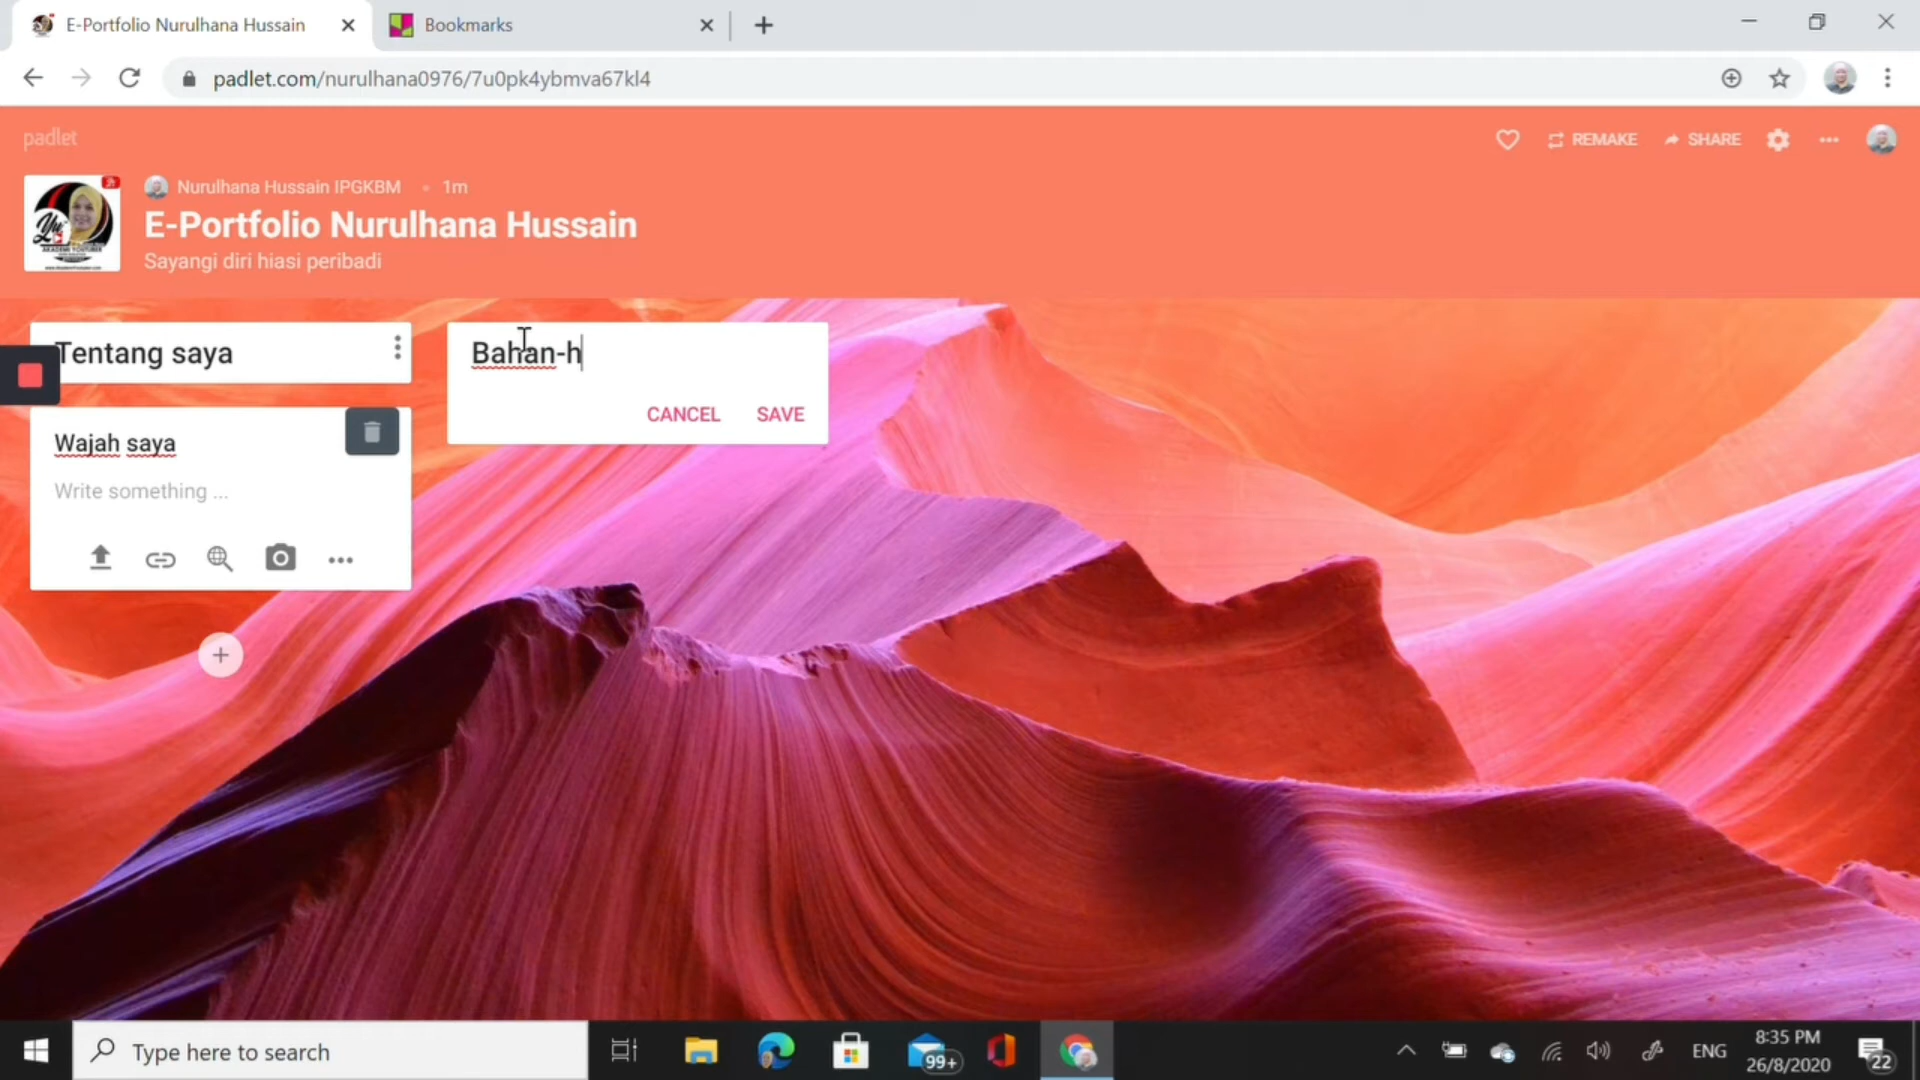 E-Portfolio Nurulhana Hussain
Bookmarks
padlet.com/nurulhana0976/7u0pk4ybmva67kl4
padlet
REMAKE
SHARE
Nurulhana Hussain IPGKBM • 1m
E-Portfolio Nurulhana Hussain
Sayangi diri hiasi peribadi
Tentang saya
Bahan-h
CANCEL
SAVE
Wajah saya
Write something ...
Type here to search
99+
ENG
8:35 PM
26/8/2020
22